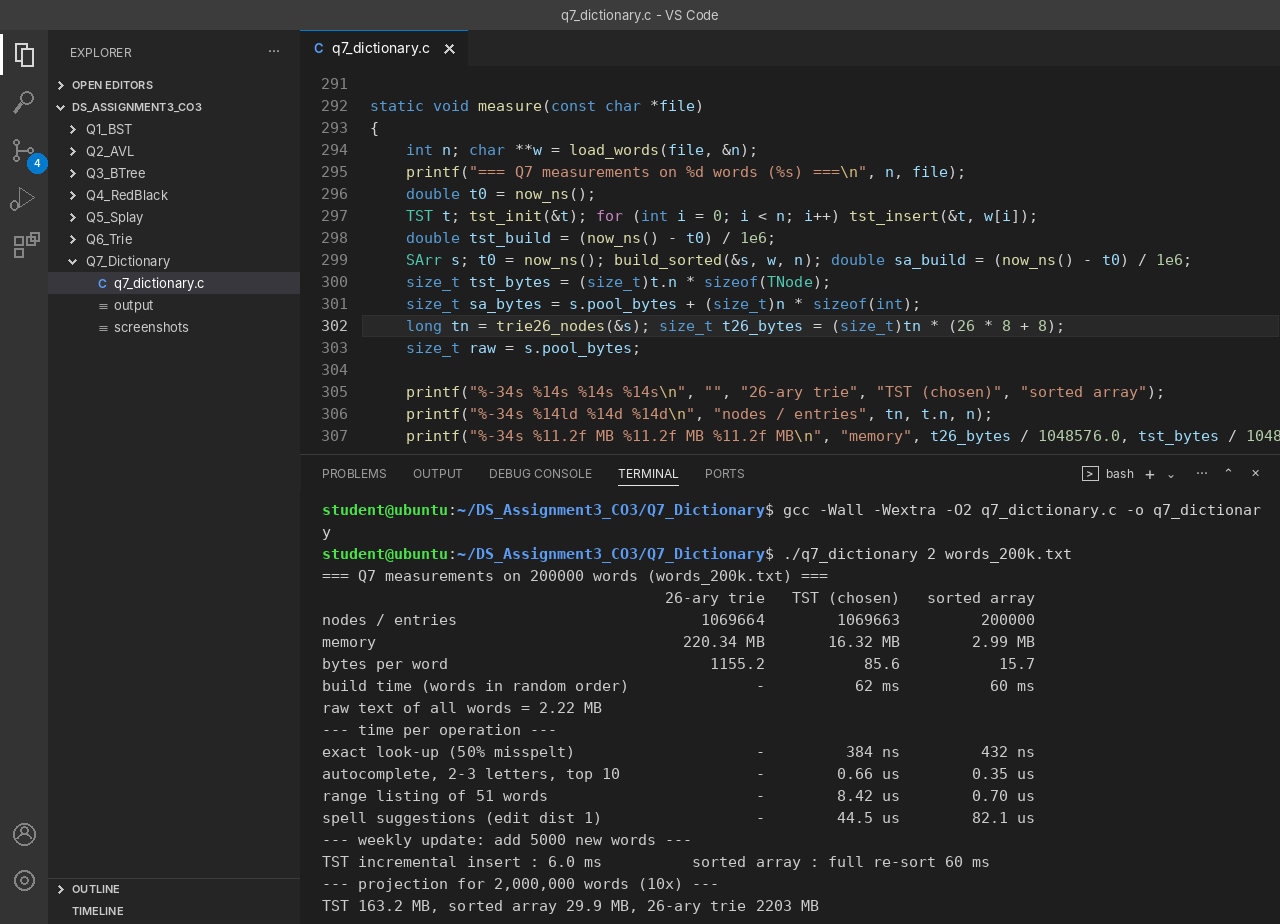 q7_dictionary.c - VS Code
EXPLORER ···
OPEN EDITORS
DS_ASSIGNMENT3_CO3
Q1_BST
Q2_AVL
Q3_BTree
Q4_RedBlack
Q5_Splay
Q6_Trie
Q7_Dictionary
C q7_dictionary.c
output
screenshots
OUTLINE
TIMELINE
4
C q7_dictionary.c ×
291
292 static void measure(const char *file)
293 {
294     int n; char **w = load_words(file, &n);
295     printf("=== Q7 measurements on %d words (%s) ===\n", n, file);
296     double t0 = now_ns();
297     TST t; tst_init(&t); for (int i = 0; i < n; i++) tst_insert(&t, w[i]);
298     double tst_build = (now_ns() - t0) / 1e6;
299     SArr s; t0 = now_ns(); build_sorted(&s, w, n); double sa_build = (now_ns() - t0) / 1e6;
300     size_t tst_bytes = (size_t)t.n * sizeof(TNode);
301     size_t sa_bytes = s.pool_bytes + (size_t)n * sizeof(int);
302     long tn = trie26_nodes(&s); size_t t26_bytes = (size_t)tn * (26 * 8 + 8);
303     size_t raw = s.pool_bytes;
304
305     printf("%-34s %14s %14s %14s\n", "", "26-ary trie", "TST (chosen)", "sorted array");
306     printf("%-34s %14ld %14d %14d\n", "nodes / entries", tn, t.n, n);
307     printf("%-34s %11.2f MB %11.2f MB %11.2f MB\n", "memory", t26_bytes / 1048576.0, tst_bytes / 1048
PROBLEMS OUTPUT DEBUG CONSOLE TERMINAL PORTS bash + ··· ×
student@ubuntu:~/DS_Assignment3_CO3/Q7_Dictionary$ gcc -Wall -Wextra -O2 q7_dictionary.c -o q7_dictionar
y
student@ubuntu:~/DS_Assignment3_CO3/Q7_Dictionary$ ./q7_dictionary 2 words_200k.txt
=== Q7 measurements on 200000 words (words_200k.txt) ===
                                      26-ary trie   TST (chosen)   sorted array
nodes / entries                           1069664        1069663         200000
memory                                  220.34 MB       16.32 MB        2.99 MB
bytes per word                             1155.2           85.6           15.7
build time (words in random order)              -          62 ms          60 ms
raw text of all words = 2.22 MB
--- time per operation ---
exact look-up (50% misspelt)                    -         384 ns         432 ns
autocomplete, 2-3 letters, top 10               -        0.66 us        0.35 us
range listing of 51 words                       -        8.42 us        0.70 us
spell suggestions (edit dist 1)                 -        44.5 us        82.1 us
--- weekly update: add 5000 new words ---
TST incremental insert : 6.0 ms          sorted array : full re-sort 60 ms
--- projection for 2,000,000 words (10x) ---
TST 163.2 MB, sorted array 29.9 MB, 26-ary trie 2203 MB